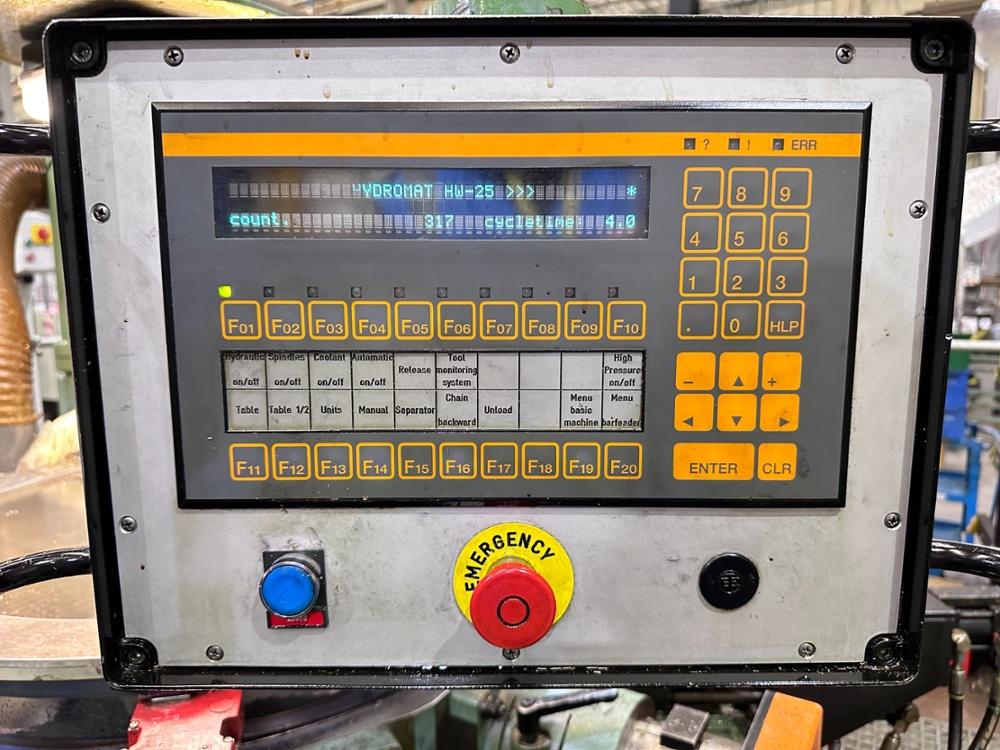 ? ! ERR
HYDROMAT HW-25 >>> *
count. 317 cycletime: 4,0
7 8 9
4 5 6
1 2 3
. 0 HLP
F01 F02 F03 F04 F05 F06 F07 F08 F09 F10
Hydraulic on/off
Spindles on/off
Coolant on/off
Automatic on/off
Release
Tool monitoring system
High Pressure on/off
Table
Table 1/2
Units
Manual
Separator
Chain backward
Unload
Menu basic machine
Menu barfeader
F11 F12 F13 F14 F15 F16 F17 F18 F19 F20
− ▲ +
◄ ▼ ►
ENTER CLR
EMERGENCY